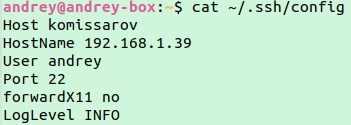 andrey@andrey-box:~$ cat ~/.ssh/config
Host komissarov
HostName 192.168.1.39
User andrey
Port 22
forwardX11 no
LogLevel INFO